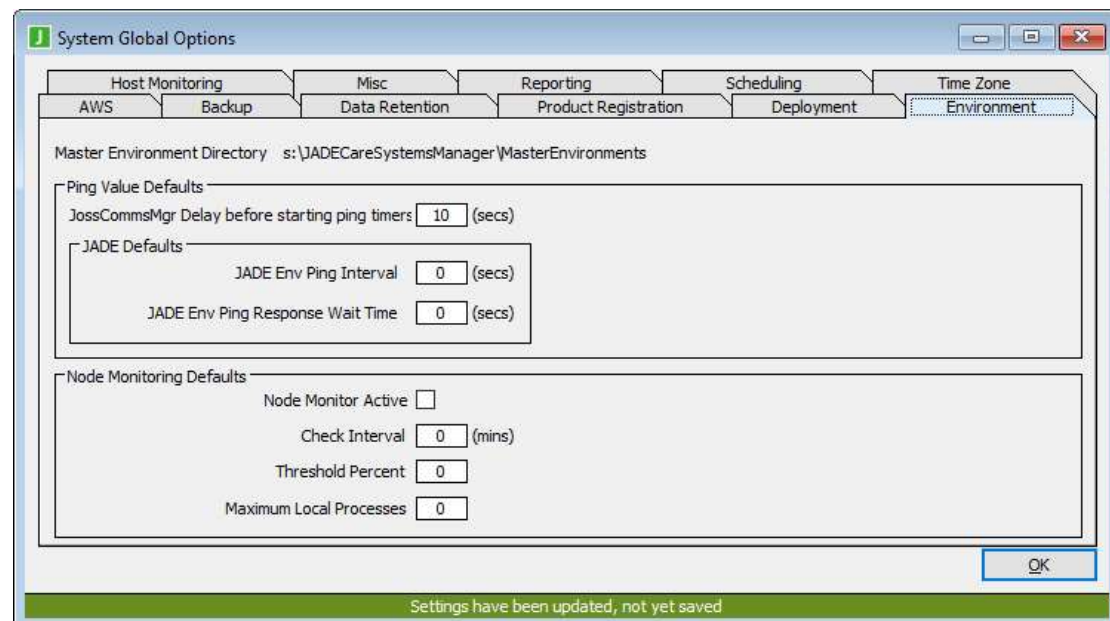 J System Global Options
Host Monitoring Misc Reporting Scheduling Time Zone
AWS Backup Data Retention Product Registration Deployment Environment
Master Environment Directory s:\JADECareSystemsManager\MasterEnvironments
Ping Value Defaults
JossCommsMgr Delay before starting ping timers 10 (secs)
JADE Defaults
JADE Env Ping Interval 0 (secs)
JADE Env Ping Response Wait Time 0 (secs)
Node Monitoring Defaults
Node Monitor Active
Check Interval 0 (mins)
Threshold Percent 0
Maximum Local Processes 0
OK
Settings have been updated, not yet saved